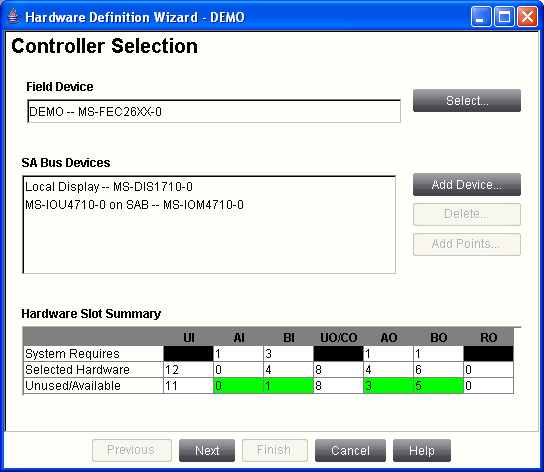 Hardware Definition Wizard - DEMO
Controller Selection
Field Device
DEMO -- MS-FEC26XX-0
Select...
SA Bus Devices
Local Display -- MS-DIS1710-0
MS-IOU4710-0 on SAB -- MS-IOM4710-0
Add Device...
Delete...
Add Points...
Hardware Slot Summary
UI AI BI UO/CO AO BO RO
System Requires 1 3 1 1
Selected Hardware 12 0 4 8 4 6 0
Unused/Available 11 0 1 8 3 5 0
Previous Next Finish Cancel Help